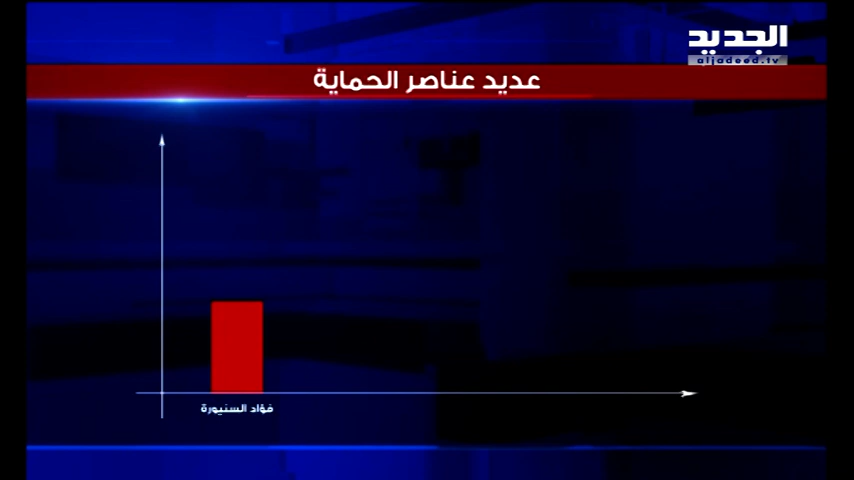 الجديد
aljadeed.tv
عديد عناصر الحماية
فؤاد السنيورة